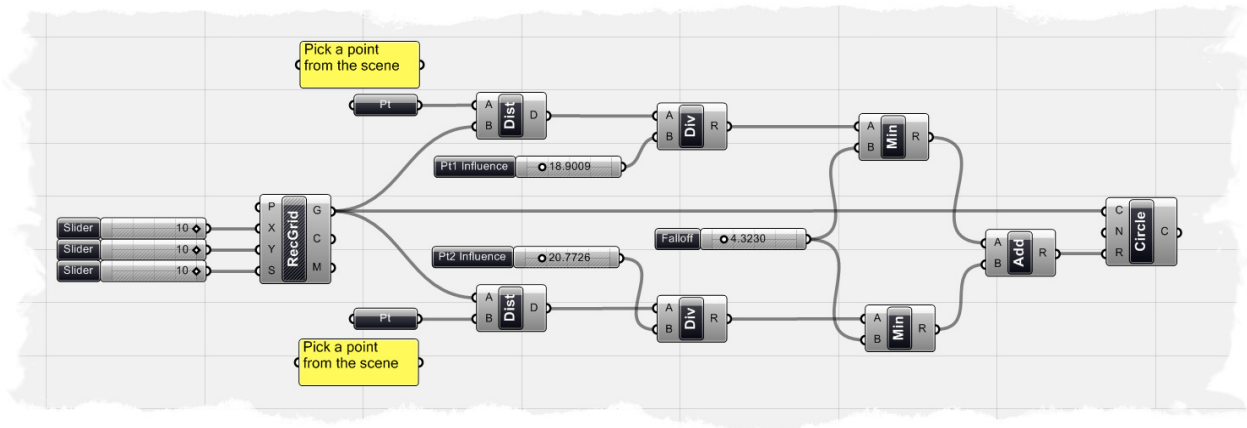 Pick a point
from the scene
Pt
A
B
Dist
D
A
B
Div
R
Pt1 Influence
18.9009
A
B
Min
R
Slider
10
Slider
10
Slider
10
P
X
Y
S
RecGrid
G
C
M
Pt2 Influence
20.7726
Falloff
4.3230
A
B
Add
R
C
N
R
Circle
C
Pt
A
B
Dist
D
A
B
Div
R
A
B
Min
R
Pick a point
from the scene